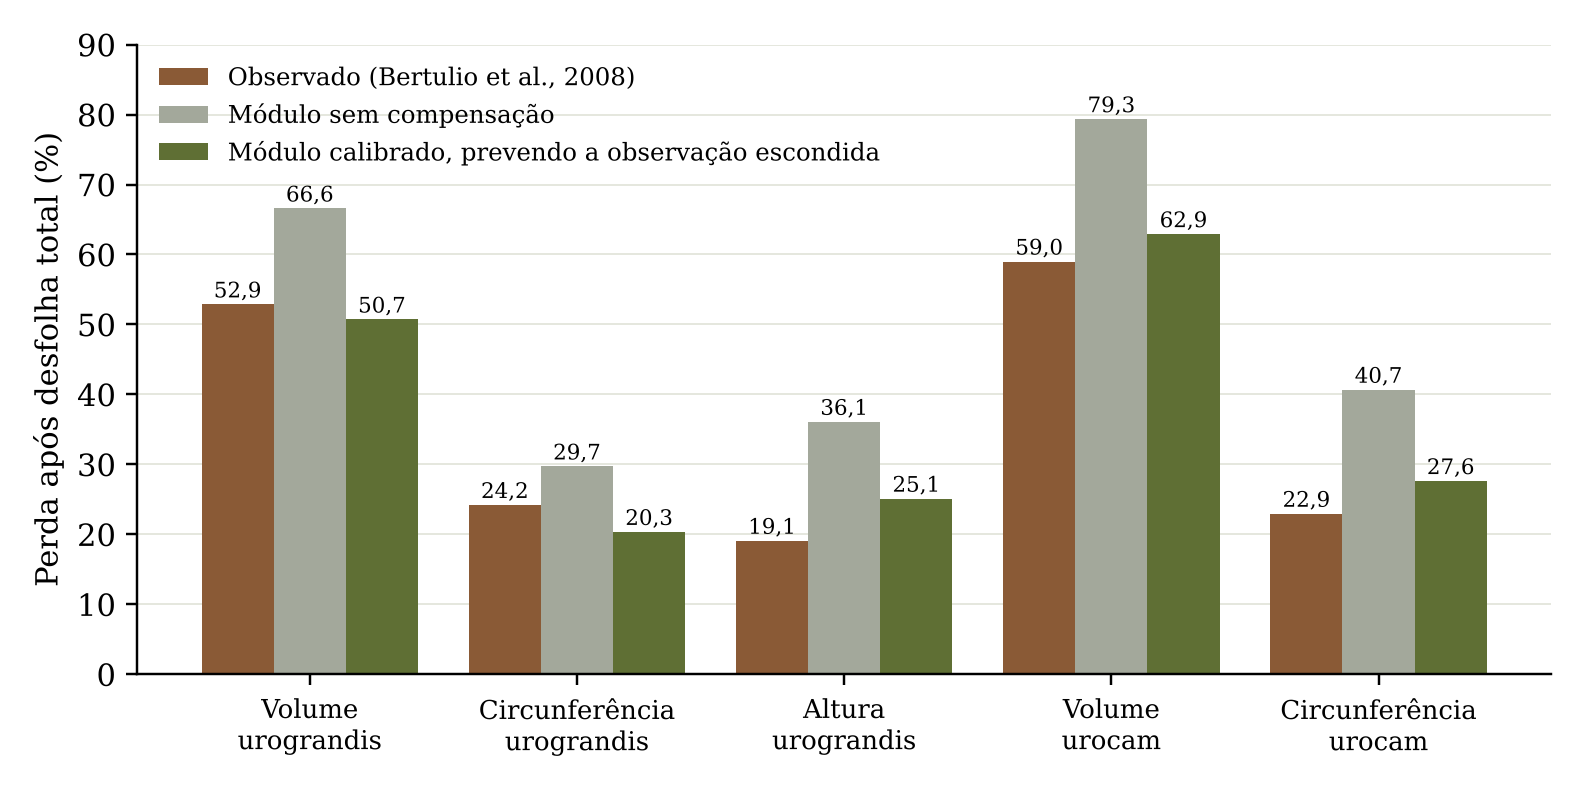 Perda após desfolha total (%)
90
80
70
60
50
40
30
20
10
0
Observado (Bertulio et al., 2008)
Módulo sem compensação
Módulo calibrado, prevendo a observação escondida
52,9
66,6
50,7
24,2
29,7
20,3
19,1
36,1
25,1
59,0
79,3
62,9
22,9
40,7
27,6
Volume
urograndis
Circunferência
urograndis
Altura
urograndis
Volume
urocam
Circunferência
urocam